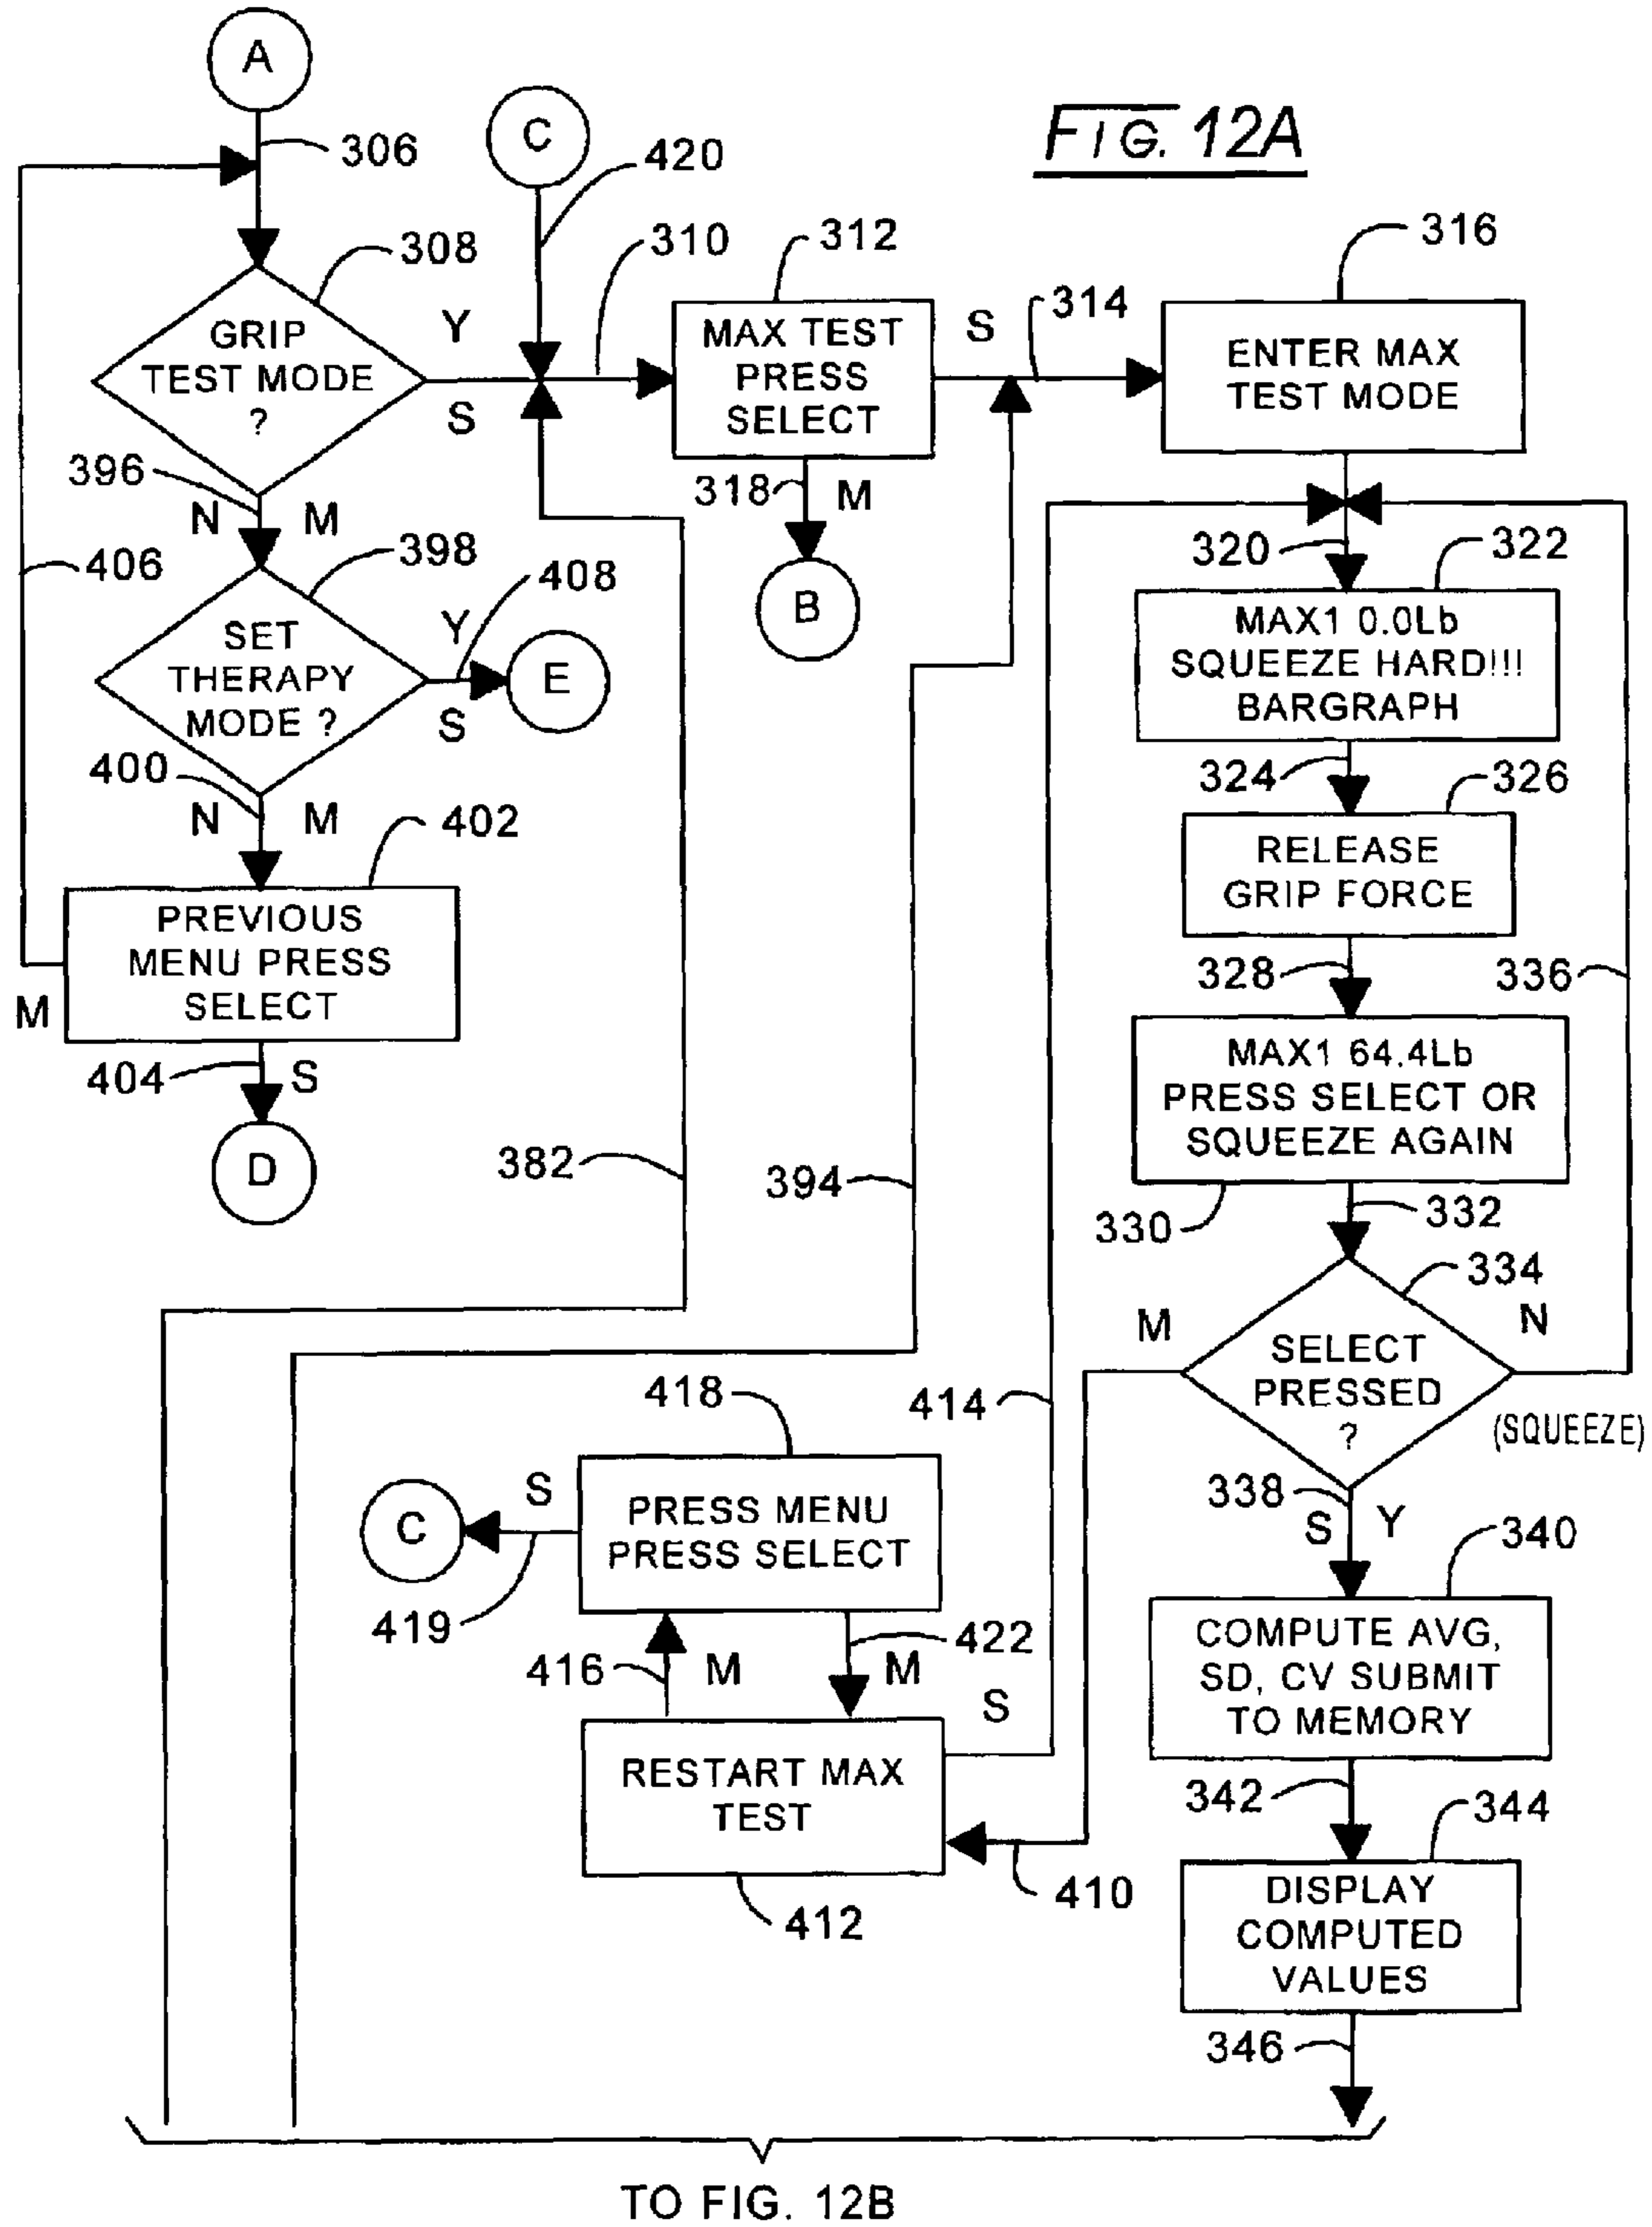 A
306
C
420
FIG. 12A
308
GRIP
TEST MODE
?
Y
S
310
312
MAX TEST
PRESS
SELECT
S
314
316
ENTER MAX
TEST MODE
396
N
M
318
M
B
320
322
MAX1 0.0Lb
SQUEEZE HARD!!!
BARGRAPH
406
398
SET
THERAPY
MODE ?
Y
408
S
E
324
326
RELEASE
GRIP FORCE
400
N
M
402
PREVIOUS
MENU PRESS
SELECT
M
404
S
D
328
336
MAX1 64.4Lb
PRESS SELECT OR
SQUEEZE AGAIN
330
332
382
394
334
M
N
SELECT
PRESSED
?
(SQUEEZE)
414
418
PRESS MENU
PRESS SELECT
S
C
419
338
S
Y
340
COMPUTE AVG,
SD, CV SUBMIT
TO MEMORY
416
M
422
M
S
RESTART MAX
TEST
412
410
342
344
DISPLAY
COMPUTED
VALUES
346
TO FIG. 12B